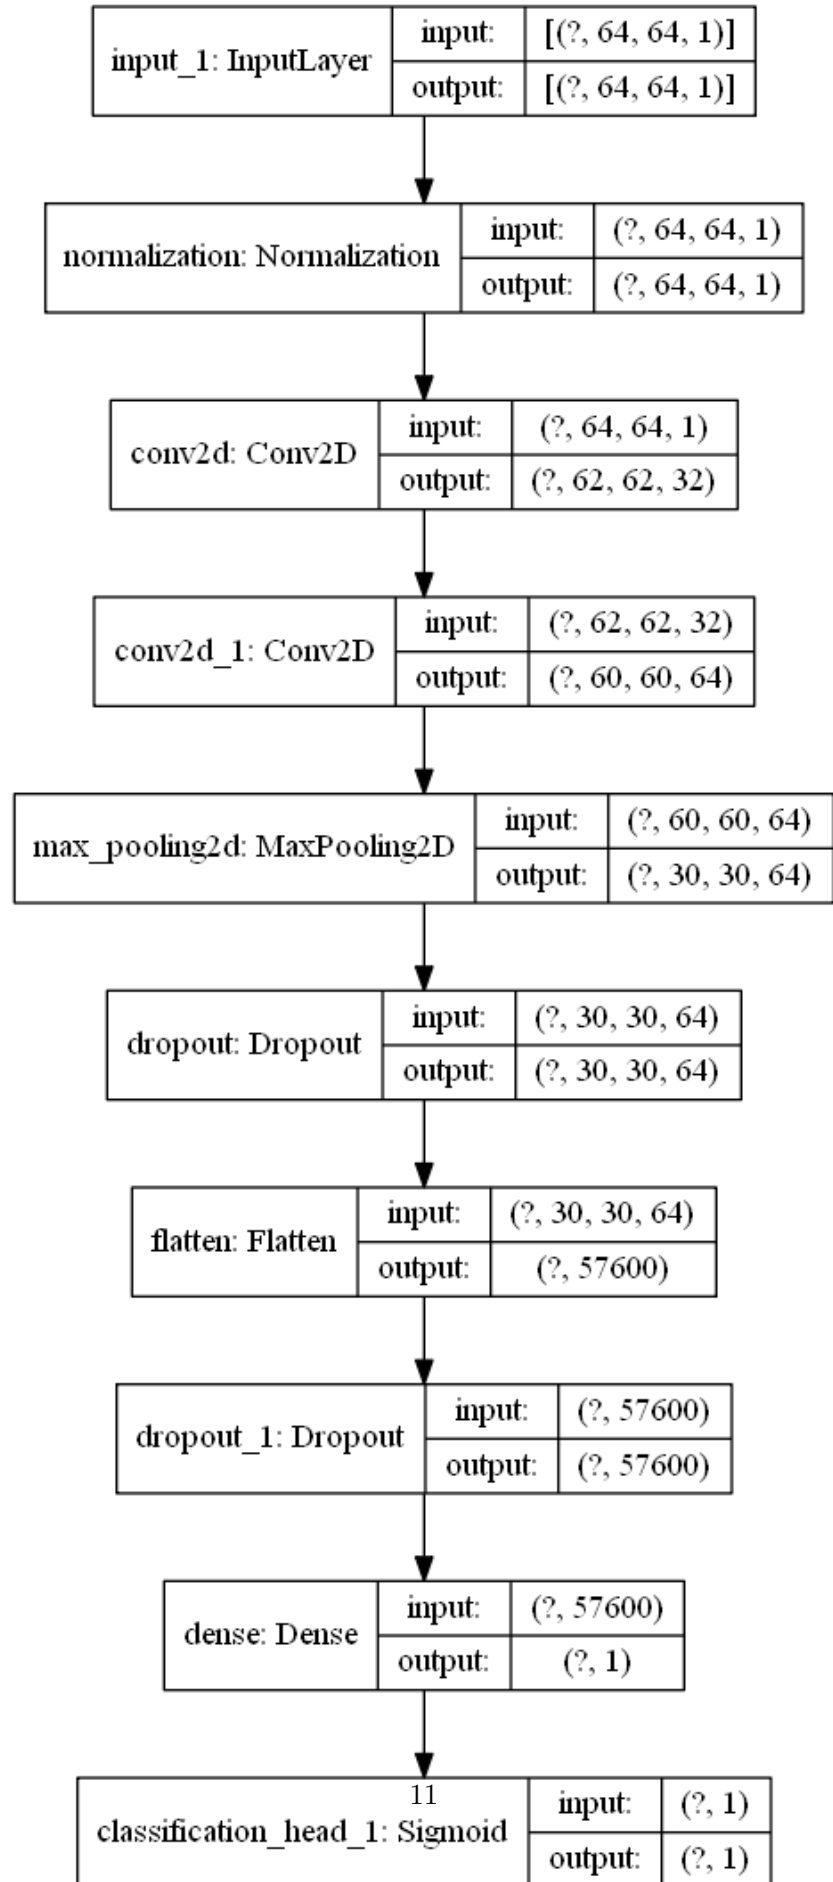 input_1: InputLayer
input: [(?, 64, 64, 1)]
output: [(?, 64, 64, 1)]
normalization: Normalization
input: (?, 64, 64, 1)
output: (?, 64, 64, 1)
conv2d: Conv2D
input: (?, 64, 64, 1)
output: (?, 62, 62, 32)
conv2d_1: Conv2D
input: (?, 62, 62, 32)
output: (?, 60, 60, 64)
max_pooling2d: MaxPooling2D
input: (?, 60, 60, 64)
output: (?, 30, 30, 64)
dropout: Dropout
input: (?, 30, 30, 64)
output: (?, 30, 30, 64)
flatten: Flatten
input: (?, 30, 30, 64)
output: (?, 57600)
dropout_1: Dropout
input: (?, 57600)
output: (?, 57600)
dense: Dense
input: (?, 57600)
output: (?, 1)
11
classification_head_1: Sigmoid
input: (?, 1)
output: (?, 1)